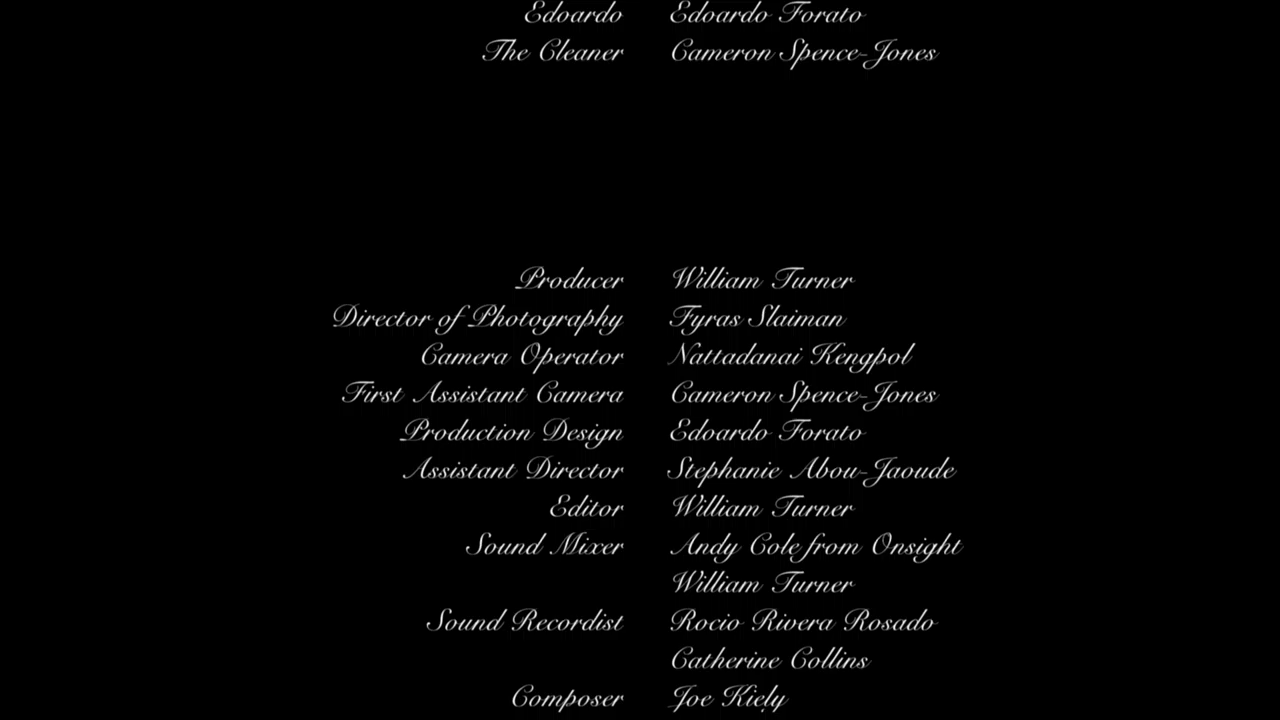 Edoardo Edoardo Forato
The Cleaner Cameron Spence-Jones
Producer William Turner
Director of Photography Fyras Slaiman
Camera Operator Nattadanai Kengpol
First Assistant Camera Cameron Spence-Jones
Production Design Edoardo Forato
Assistant Director Stephanie Abou-Jaoude
Editor William Turner
Sound Mixer Andy Cole from Onsight
William Turner
Sound Recordist Rocio Rivera Rosado
Catherine Collins
Composer Joe Kiely